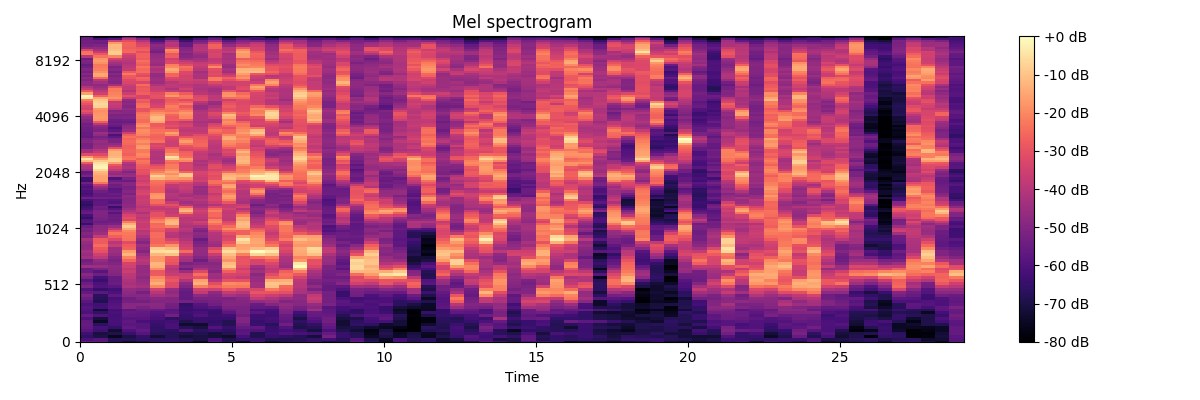 Mel spectrogram
8192
4096
2048
1024
512
0
Hz
0 5 10 15 20 25
Time
+0 dB
-10 dB
-20 dB
-30 dB
-40 dB
-50 dB
-60 dB
-70 dB
-80 dB